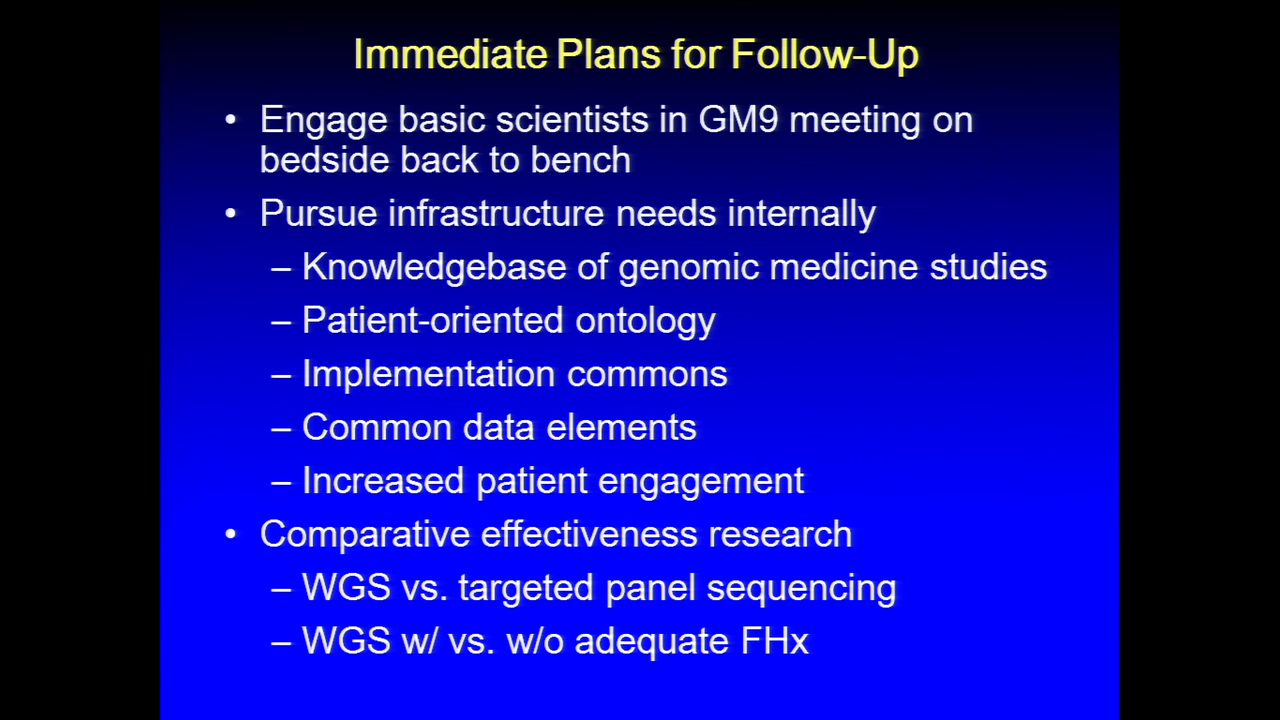 Immediate Plans for Follow-Up
• Engage basic scientists in GM9 meeting on
bedside back to bench
• Pursue infrastructure needs internally
– Knowledgebase of genomic medicine studies
– Patient-oriented ontology
– Implementation commons
– Common data elements
– Increased patient engagement
• Comparative effectiveness research
– WGS vs. targeted panel sequencing
– WGS w/ vs. w/o adequate FHx